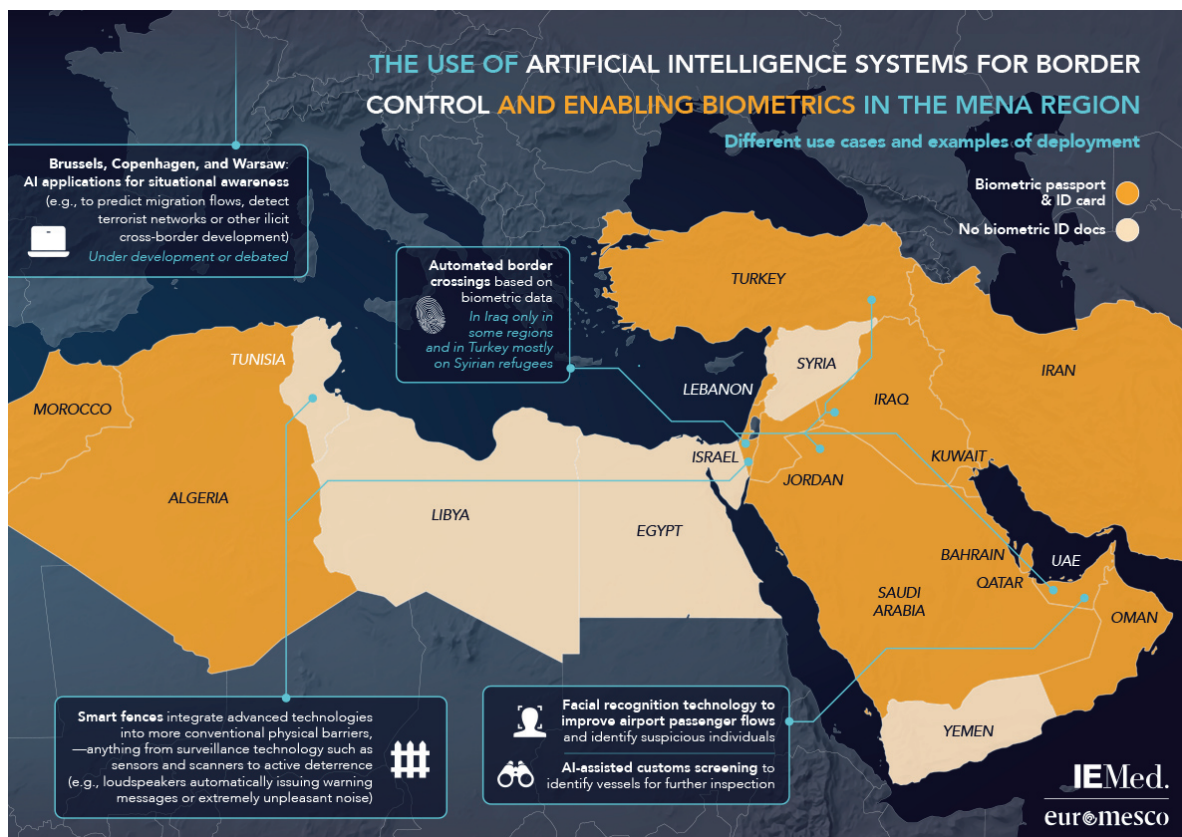 THE USE OF ARTIFICIAL INTELLIGENCE SYSTEMS FOR BORDER
CONTROL AND ENABLING BIOMETRICS IN THE MENA REGION
Different use cases and examples of deployment
Biometric passport
& ID card
No biometric ID docs
Brussels, Copenhagen, and Warsaw:
AI applications for situational awareness
(e.g., to predict migration flows, detect
terrorist networks or other ilicit
cross-border development)
Under development or debated
Automated border
crossings based on
biometric data
In Iraq only in
some regions
and in Turkey mostly
on Syirian refugees
TURKEY
TUNISIA
SYRIA
IRAN
LEBANON
MOROCCO
IRAQ
ISRAEL
KUWAIT
JORDAN
ALGERIA
LIBYA
EGYPT
BAHRAIN
UAE
QATAR
SAUDI
ARABIA
OMAN
YEMEN
Smart fences integrate advanced technologies
into more conventional physical barriers,
—anything from surveillance technology such as
sensors and scanners to active deterrence
(e.g., loudspeakers automatically issuing warning
messages or extremely unpleasant noise)
Facial recognition technology to
improve airport passenger flows
and identify suspicious individuals
AI-assisted customs screening to
identify vessels for further inspection
IEMed.
euromesco